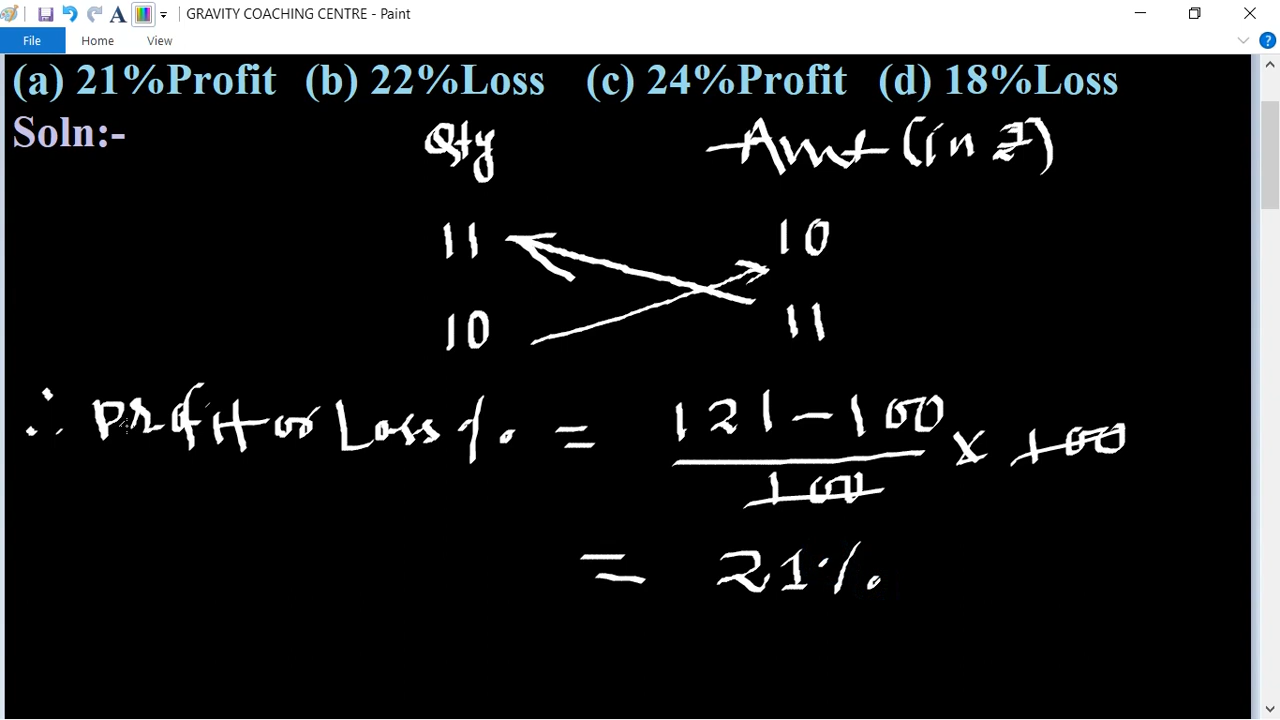 GRAVITY COACHING CENTRE - Paint
File Home View
(a) 21%Profit (b) 22%Loss (c) 24%Profit (d) 18%Loss
Soln:-
Qty Amt (in ₹)
11 10
10 11
∴ Profit or Loss % = 121 - 100 / 100 × 100
= 21%